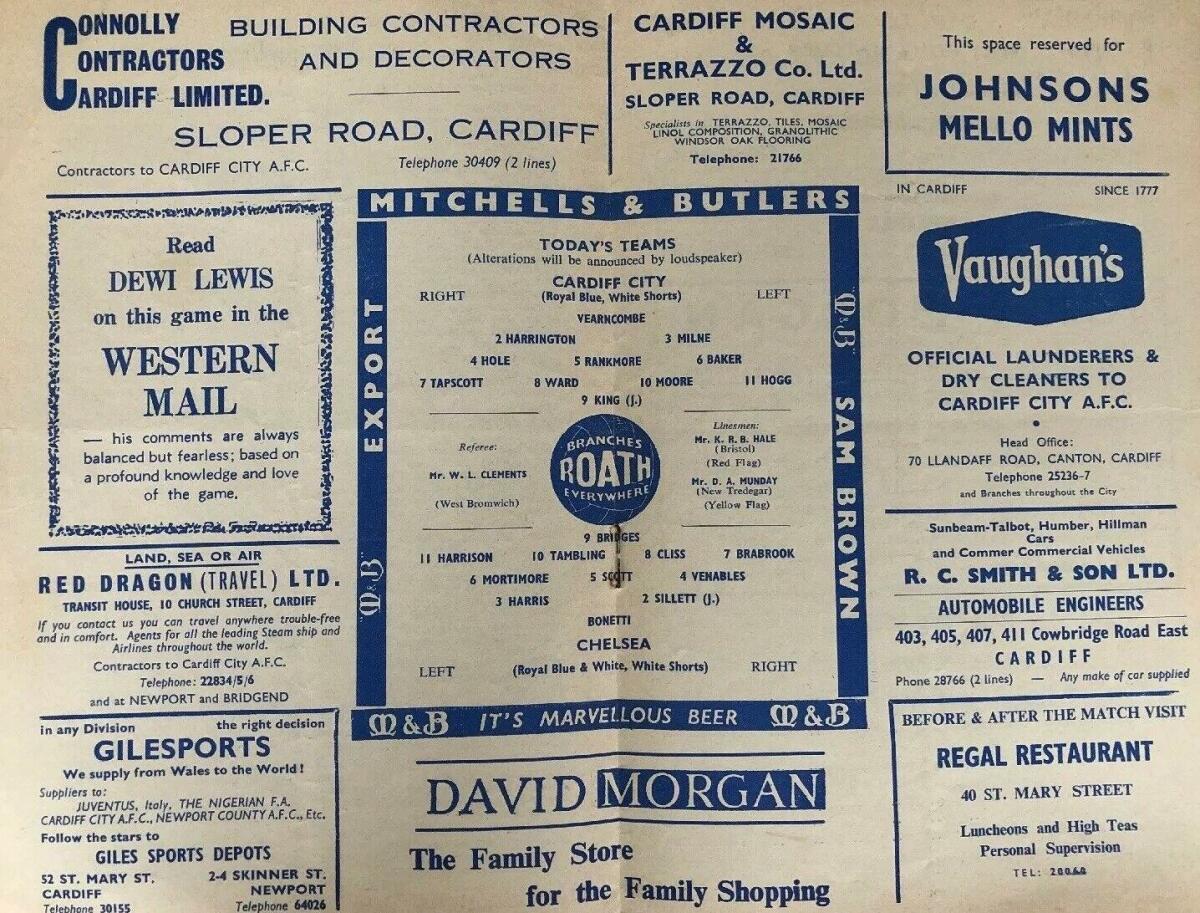 CONNOLLY
CONTRACTORS
CARDIFF LIMITED.
BUILDING CONTRACTORS
AND DECORATORS
SLOPER ROAD, CARDIFF
Contractors to CARDIFF CITY A.F.C.
Telephone 30409 (2 lines)
CARDIFF MOSAIC
&
TERRAZZO Co. Ltd.
SLOPER ROAD, CARDIFF
Specialists in TERRAZZO, TILES, MOSAIC
LINOL COMPOSITION, GRANOLITHIC
WINDSOR OAK FLOORING
Telephone: 21766
This space reserved for
JOHNSONS
MELLO MINTS
Read
DEWI LEWIS
on this game in the
WESTERN
MAIL
— his comments are always
balanced but fearless; based on
a profound knowledge and love
of the game.
LAND, SEA OR AIR
RED DRAGON (TRAVEL) LTD.
TRANSIT HOUSE, 10 CHURCH STREET, CARDIFF
If you contact us you can travel anywhere trouble-free
and in comfort. Agents for all the leading Steam ship and
Airlines throughout the world.
Contractors to Cardiff City A.F.C.
Telephone: 22834/5/6
and at NEWPORT and BRIDGEND
in any Division the right decision
GILESPORTS
We supply from Wales to the World!
Suppliers to:
JUVENTUS, Italy, THE NIGERIAN F.A.
CARDIFF CITY A.F.C., NEWPORT COUNTY A.F.C., Etc.
Follow the stars to
GILES SPORTS DEPOTS
52 ST. MARY ST. 2-4 SKINNER ST.
CARDIFF NEWPORT
Telephone 30155 Telephone 64026
MITCHELLS & BUTLERS
EXPORT
"M&B"
TODAY'S TEAMS
(Alterations will be announced by loudspeaker)
CARDIFF CITY
RIGHT (Royal Blue, White Shorts) LEFT
VEARNCOMBE
2 HARRINGTON 3 MILNE
4 HOLE 5 RANKMORE 6 BAKER
7 TAPSCOTT 8 WARD 10 MOORE 11 HOGG
9 KING (J.)
Referee:
Mr. W. L. CLEMENTS
(West Bromwich)
BRANCHES
ROATH
EVERYWHERE
Linesmen:
Mr. K. R. B. HALE
(Bristol)
(Red Flag)
Mr. D. A. MUNDAY
(New Tredegar)
(Yellow Flag)
9 BRIDGES
11 HARRISON 10 TAMBLING 8 CLISS 7 BRABROOK
6 MORTIMORE 5 SCOTT 4 VENABLES
3 HARRIS 2 SILLETT (J.)
BONETTI
CHELSEA
LEFT (Royal Blue & White, White Shorts) RIGHT
"M&B"
SAM BROWN
M&B IT'S MARVELLOUS BEER M&B
DAVID MORGAN
The Family Store
for the Family Shopping
IN CARDIFF SINCE 1777
Vaughan's
OFFICIAL LAUNDERERS &
DRY CLEANERS TO
CARDIFF CITY A.F.C.
•
Head Office:
70 LLANDAFF ROAD, CANTON, CARDIFF
Telephone 25236-7
and Branches throughout the City
Sunbeam-Talbot, Humber, Hillman
Cars
and Commer Commercial Vehicles
R. C. SMITH & SON LTD.
AUTOMOBILE ENGINEERS
403, 405, 407, 411 Cowbridge Road East
CARDIFF
Phone 28766 (2 lines) — Any make of car supplied
BEFORE & AFTER THE MATCH VISIT
REGAL RESTAURANT
40 ST. MARY STREET
Luncheons and High Teas
Personal Supervision
TEL: